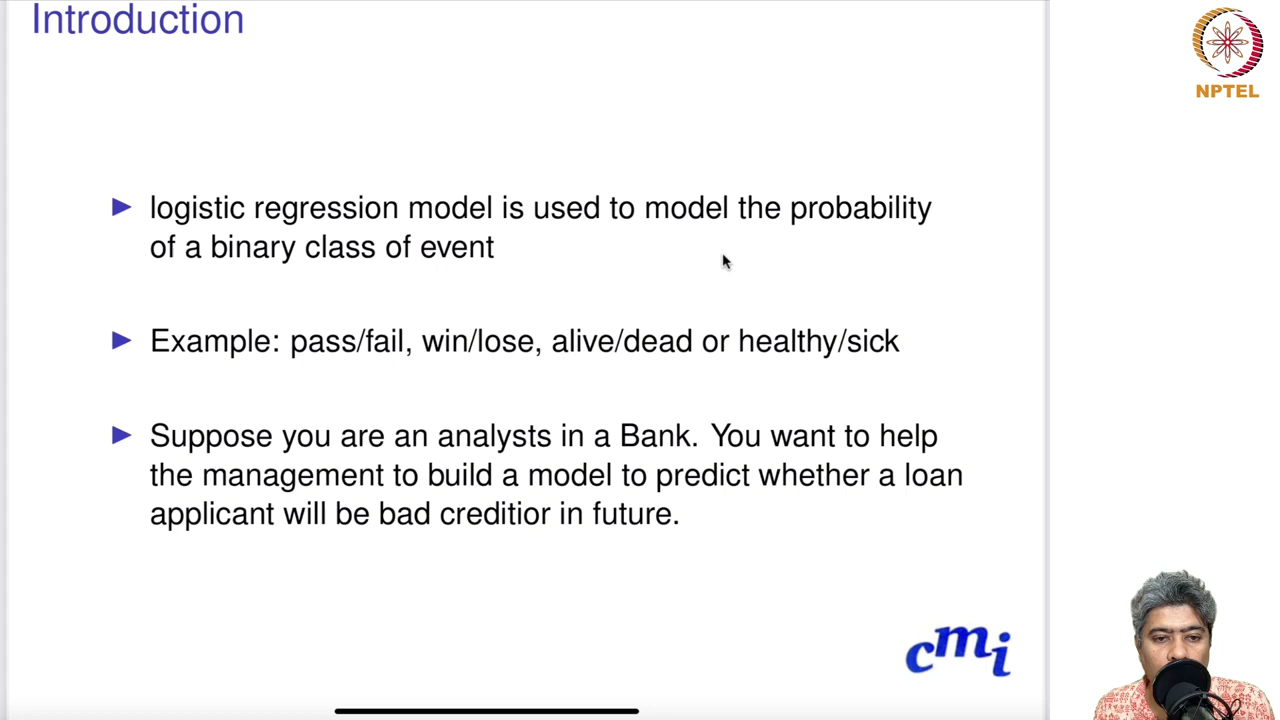 Introduction
NPTEL
logistic regression model is used to model the probability
of a binary class of event
Example: pass/fail, win/lose, alive/dead or healthy/sick
Suppose you are an analysts in a Bank. You want to help
the management to build a model to predict whether a loan
applicant will be bad creditior in future.
cmi